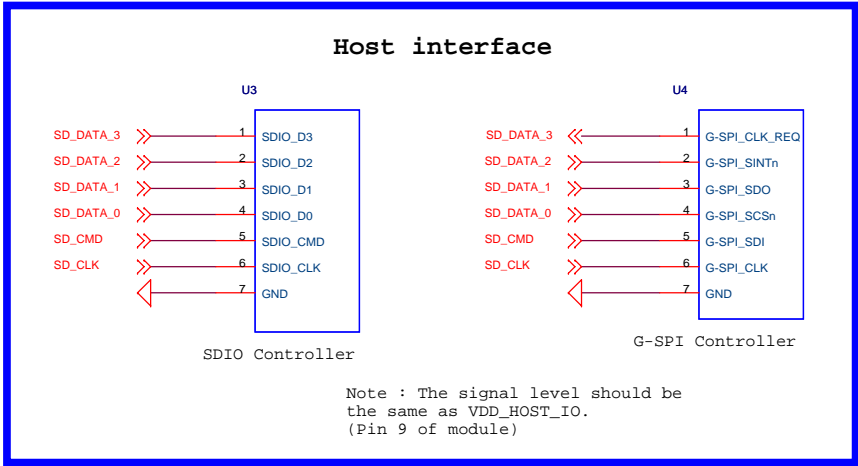 Host interface
U3
SD_DATA_3 1 SDIO_D3
SD_DATA_2 2 SDIO_D2
SD_DATA_1 3 SDIO_D1
SD_DATA_0 4 SDIO_D0
SD_CMD 5 SDIO_CMD
SD_CLK 6 SDIO_CLK
7 GND
SDIO Controller
U4
SD_DATA_3 1 G-SPI_CLK_REQ
SD_DATA_2 2 G-SPI_SINTn
SD_DATA_1 3 G-SPI_SDO
SD_DATA_0 4 G-SPI_SCSn
SD_CMD 5 G-SPI_SDI
SD_CLK 6 G-SPI_CLK
7 GND
G-SPI Controller
Note : The signal level should be
the same as VDD_HOST_IO.
(Pin 9 of module)